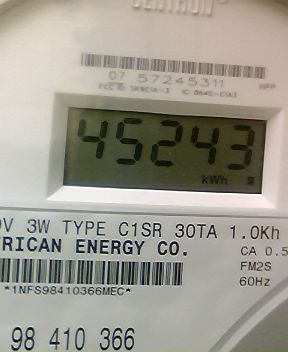 CENTRON
07 57245311
45243
kWh
3W TYPE C1SR 30TA 1.0Kh
RICAN ENERGY CO.
CA 0.5
FM2S
*1NFS98410366MEC*
60Hz
98 410 366